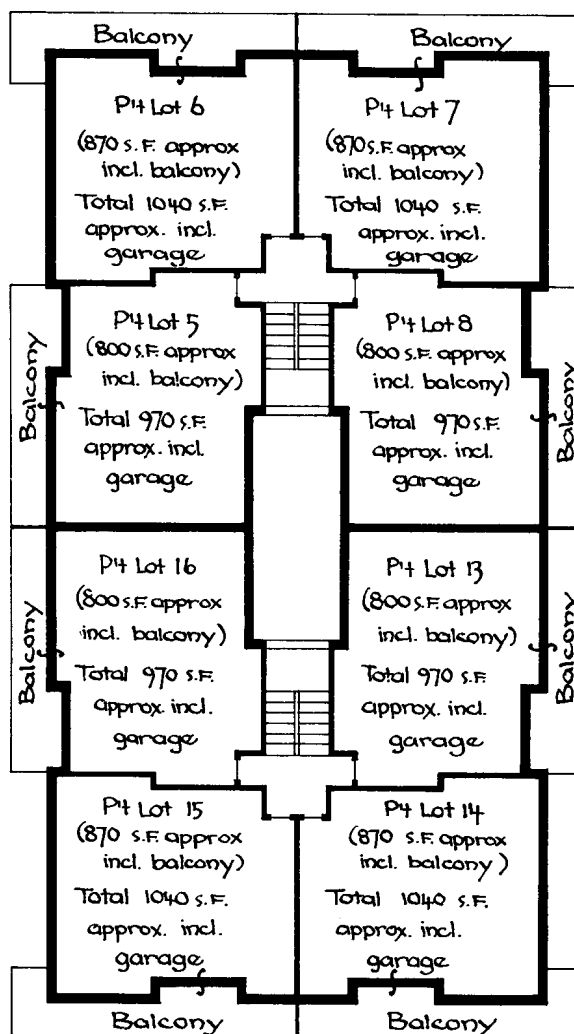 Balcony
Balcony
Pt Lot 6
(870 S.F. approx
incl. balcony)
Total 1040 S.F.
approx. incl.
garage
Pt Lot 7
(870 S.F. approx
incl. balcony)
Total 1040 S.F.
approx. incl.
garage
Balcony
Pt Lot 5
(800 S.F. approx
incl. balcony)
Total 970 S.F.
approx. incl.
garage
Pt Lot 8
(800 S.F. approx
incl. balcony)
Total 970 S.F.
approx. incl.
garage
Balcony
Balcony
Pt Lot 16
(800 S.F. approx
incl. balcony)
Total 970 S.F.
approx. incl.
garage
Pt Lot 13
(800 S.F. approx
incl. balcony)
Total 970 S.F.
approx. incl.
garage
Balcony
Pt Lot 15
(870 S.F. approx
incl. balcony)
Total 1040 S.F.
approx. incl.
garage
Pt Lot 14
(870 S.F. approx
incl. balcony)
Total 1040 S.F.
approx. incl.
garage
Balcony
Balcony